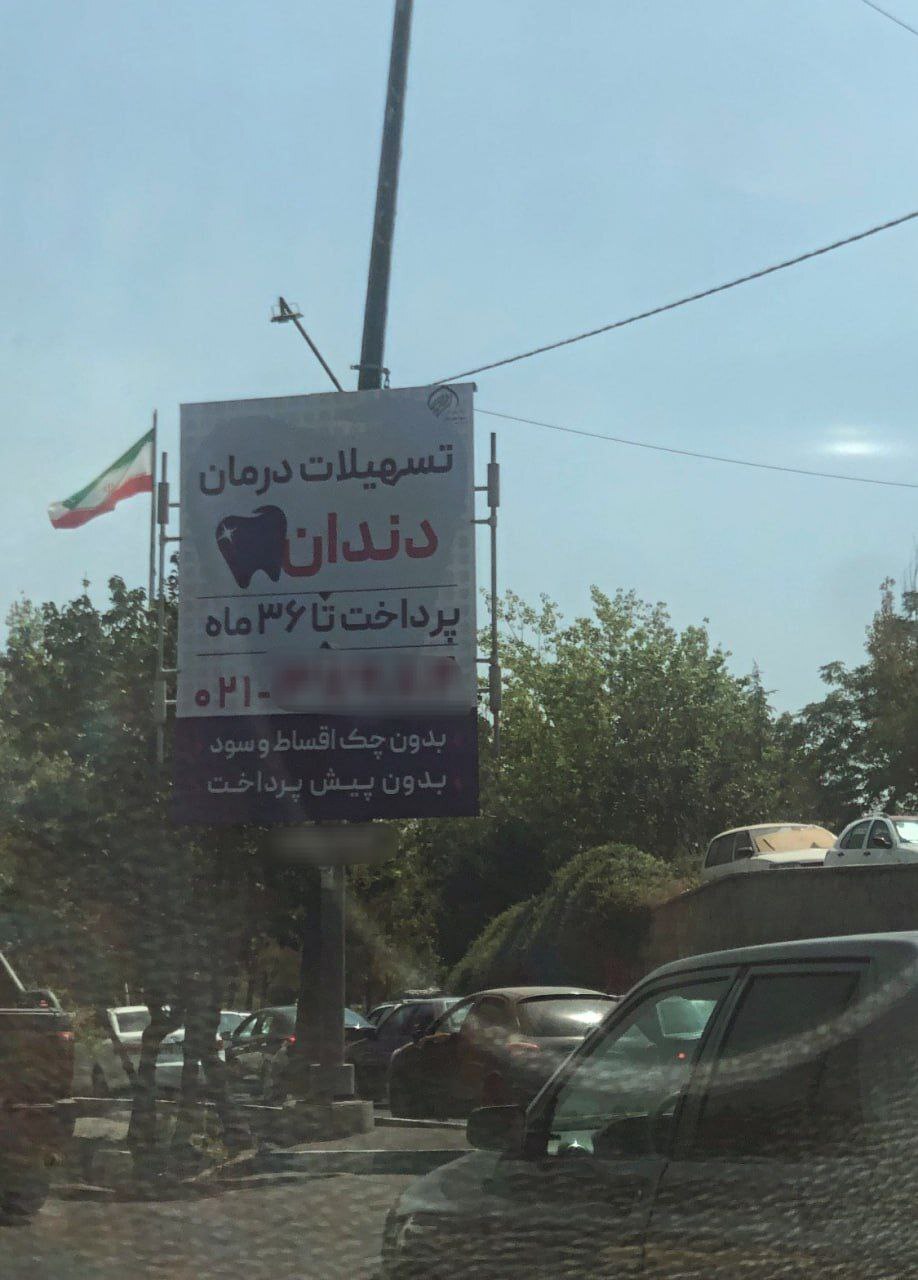 تسهیلات درمان
دندان
پرداخت تا ۳۶ ماه
۰۲۱-
بدون چک اقساط و سود
بدون پیش پرداخت